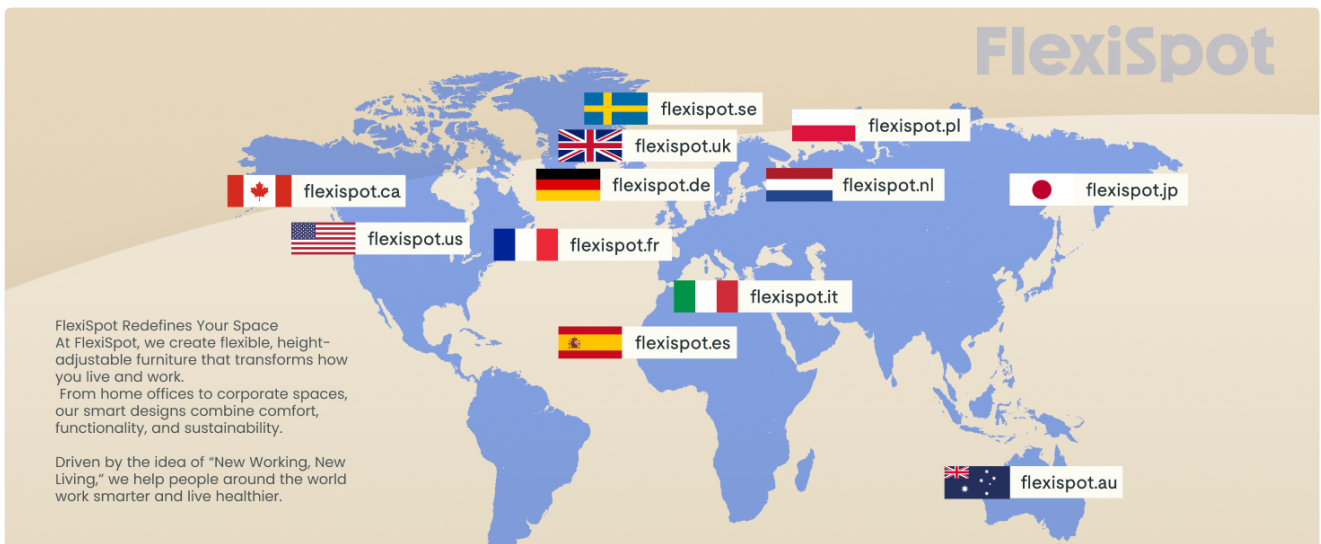 FlexiSpot
flexispot.se
flexispot.pl
flexispot.uk
flexispot.de
flexispot.nl
flexispot.ca
flexispot.jp
flexispot.us
flexispot.fr
flexispot.it
flexispot.es
flexispot.au
FlexiSpot Redefines Your Space
At FlexiSpot, we create flexible, height-
adjustable furniture that transforms how
you live and work.
From home offices to corporate spaces,
our smart designs combine comfort,
functionality, and sustainability.
Driven by the idea of “New Working, New
Living,” we help people around the world
work smarter and live healthier.